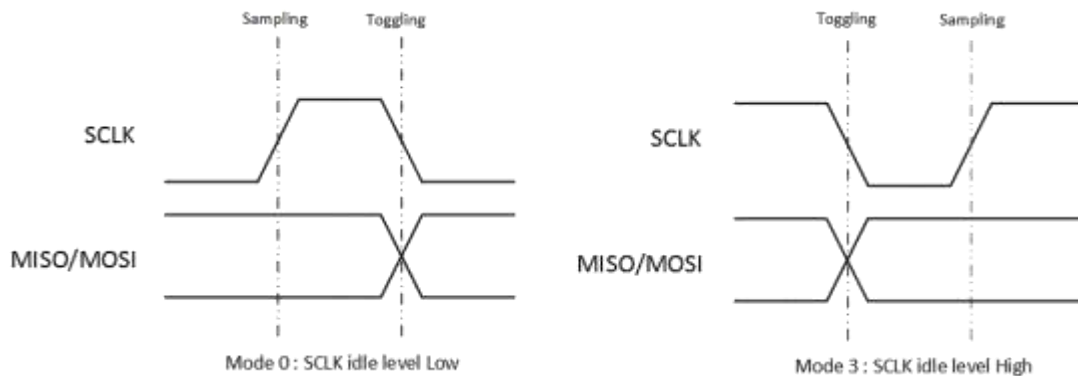 Sampling Toggling
SCLK
MISO/MOSI
Mode 0 : SCLK idle level Low
Toggling Sampling
SCLK
MISO/MOSI
Mode 3 : SCLK idle level High